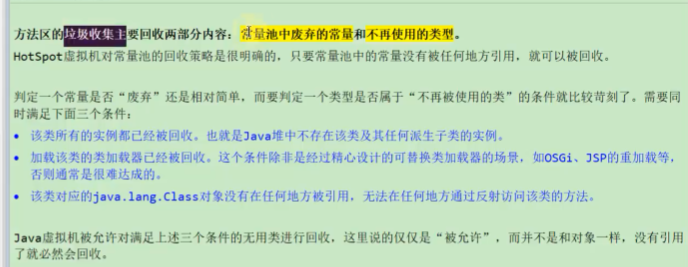 方法区的垃圾收集主要回收两部分内容：常量池中废弃的常量和不再使用的类型。
HotSpot虚拟机对常量池的回收策略是很明确的，只要常量池中的常量没有被任何地方引用，就可以被回收。
判定一个常量是否“废弃”还是相对简单，而要判定一个类型是否属于“不再被使用的类”的条件就比较苛刻了。需要同
时满足下面三个条件：
• 该类所有的实例都已经被回收。也就是Java堆中不存在该类及其任何派生子类的实例。
• 加载该类的类加载器已经被回收。这个条件除非是经过精心设计的可替换类加载器的场景，如OSGi、JSP的重加载等，
否则通常是很难达成的。
• 该类对应的java.lang.Class对象没有在任何地方被引用，无法在任何地方通过反射访问该类的方法。
Java虚拟机被允许对满足上述三个条件的无用类进行回收，这里说的仅仅是“被允许”，而并不是和对象一样，没有引用
了就必然会回收。